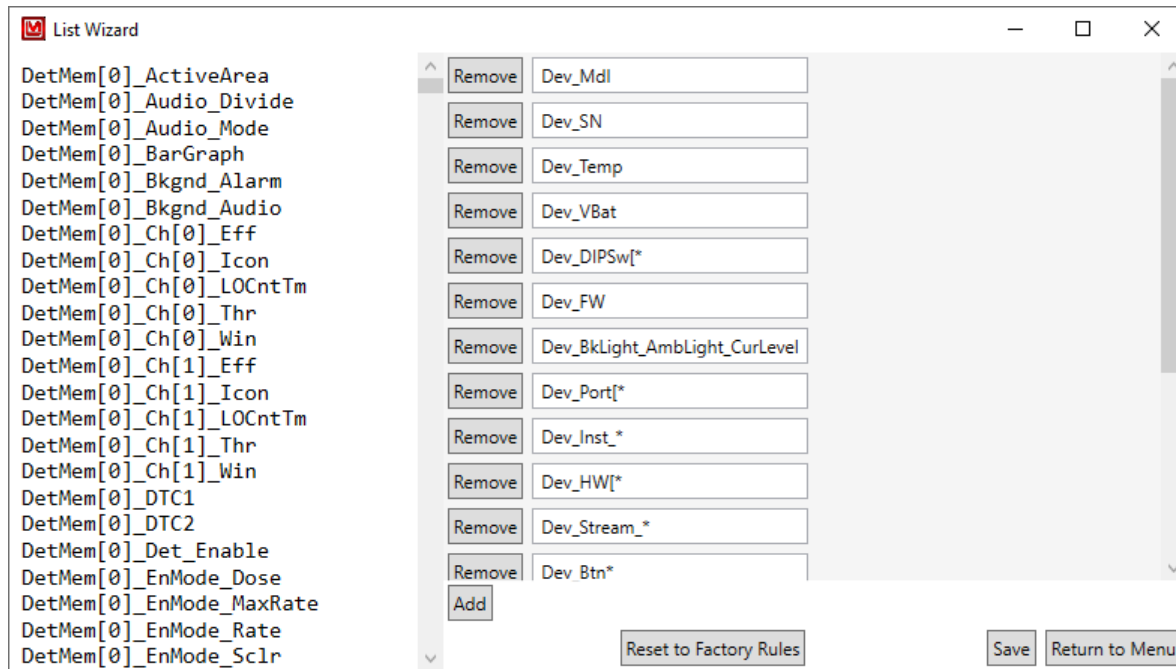 List Wizard
DetMem[0]_ActiveArea
DetMem[0]_Audio_Divide
DetMem[0]_Audio_Mode
DetMem[0]_BarGraph
DetMem[0]_Bkgnd_Alarm
DetMem[0]_Bkgnd_Audio
DetMem[0]_Ch[0]_Eff
DetMem[0]_Ch[0]_Icon
DetMem[0]_Ch[0]_LOCntTm
DetMem[0]_Ch[0]_Thr
DetMem[0]_Ch[0]_Win
DetMem[0]_Ch[1]_Eff
DetMem[0]_Ch[1]_Icon
DetMem[0]_Ch[1]_LOCntTm
DetMem[0]_Ch[1]_Thr
DetMem[0]_Ch[1]_Win
DetMem[0]_DTC1
DetMem[0]_DTC2
DetMem[0]_Det_Enable
DetMem[0]_EnMode_Dose
DetMem[0]_EnMode_MaxRate
DetMem[0]_EnMode_Rate
DetMem[0]_EnMode_Sclr
Remove Dev_Mdl
Remove Dev_SN
Remove Dev_Temp
Remove Dev_VBat
Remove Dev_DIPSw[*
Remove Dev_FW
Remove Dev_BkLight_AmbLight_CurLevel
Remove Dev_Port[*
Remove Dev_Inst_*
Remove Dev_HW[*
Remove Dev_Stream_*
Remove Dev_Btn*
Add
Reset to Factory Rules Save Return to Menu